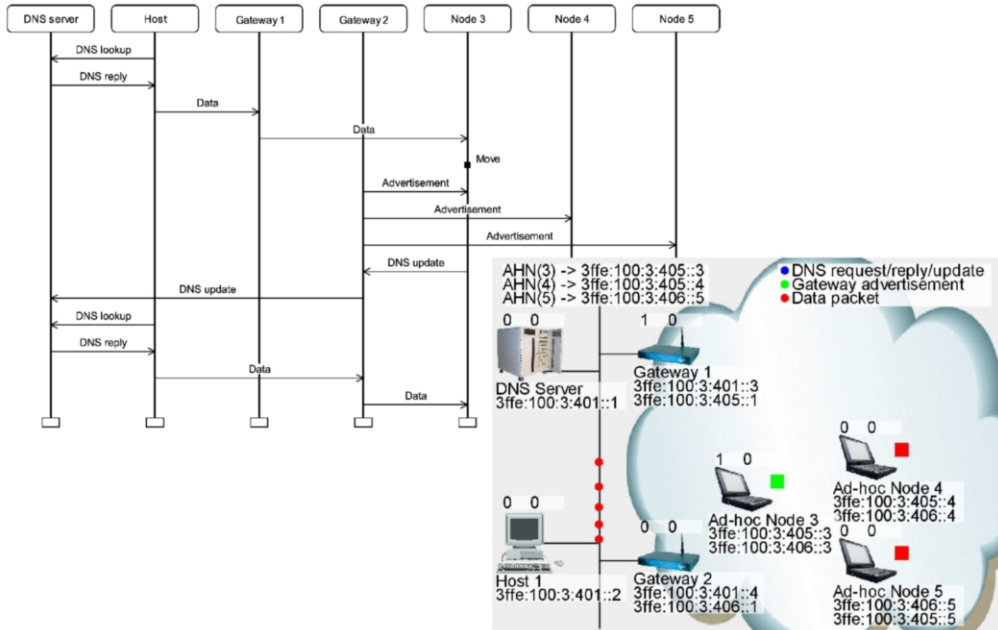 DNS server
Host
Gateway 1
Gateway 2
Node 3
Node 4
Node 5
DNS lookup
DNS reply
Data
Data
Move
Advertisement
Advertisement
Advertisement
DNS update
DNS update
DNS lookup
DNS reply
Data
Data
AHN(3) -> 3ffe:100:3:405::3
AHN(4) -> 3ffe:100:3:405::4
AHN(5) -> 3ffe:100:3:406::5
DNS request/reply/update
Gateway advertisement
Data packet
0 0
DNS Server
3ffe:100:3:401::1
1 0
Gateway 1
3ffe:100:3:401::3
3ffe:100:3:405::1
0 0
Ad-hoc Node 4
3ffe:100:3:405::4
3ffe:100:3:406::4
1 0
Ad-hoc Node 3
3ffe:100:3:405::3
3ffe:100:3:406::3
0 0
Host 1
3ffe:100:3:401::2
0 0
Gateway 2
3ffe:100:3:401::4
3ffe:100:3:406::1
0 0
Ad-hoc Node 5
3ffe:100:3:406::5
3ffe:100:3:405::5